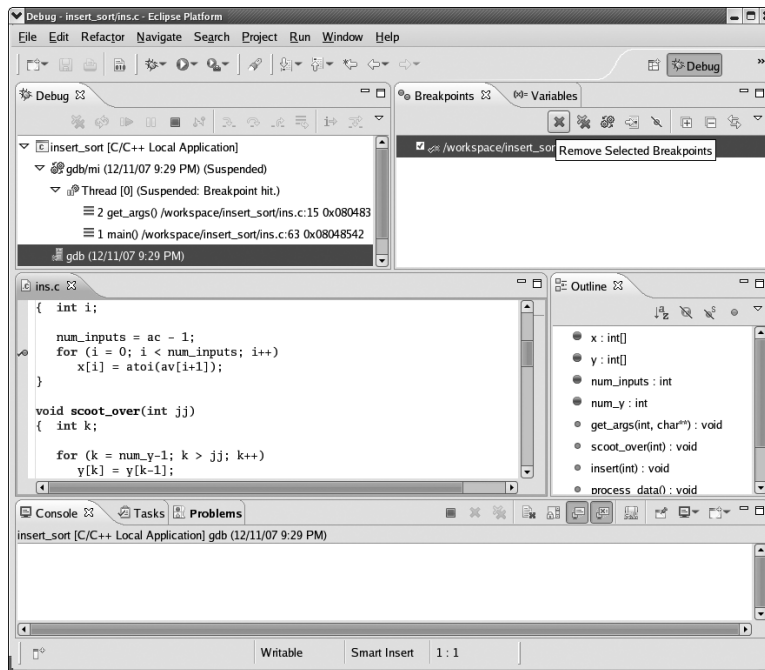 Debug - insert_sort/ins.c - Eclipse Platform
File Edit Refactor Navigate Search Project Run Window Help
Debug
»
Debug
Breakpoints
(x)= Variables
insert_sort [C/C++ Local Application]
gdb/mi (12/11/07 9:29 PM) (Suspended)
Thread [0] (Suspended: Breakpoint hit.)
2 get_args() /workspace/insert_sort/ins.c:15 0x080483
1 main() /workspace/insert_sort/ins.c:63 0x08048542
gdb (12/11/07 9:29 PM)
/workspace/insert_sor
Remove Selected Breakpoints
ins.c
{ int i;
num_inputs = ac - 1;
for (i = 0; i < num_inputs; i++)
x[i] = atoi(av[i+1]);
}
void scoot_over(int jj)
{ int k;
for (k = num_y-1; k > jj; k++)
y[k] = y[k-1];
Outline
x : int[]
y : int[]
num_inputs : int
num_y : int
get_args(int, char**) : void
scoot_over(int) : void
insert(int) : void
process_data() : void
Console
Tasks
Problems
insert_sort [C/C++ Local Application] gdb (12/11/07 9:29 PM)
Writable
Smart Insert
1 : 1